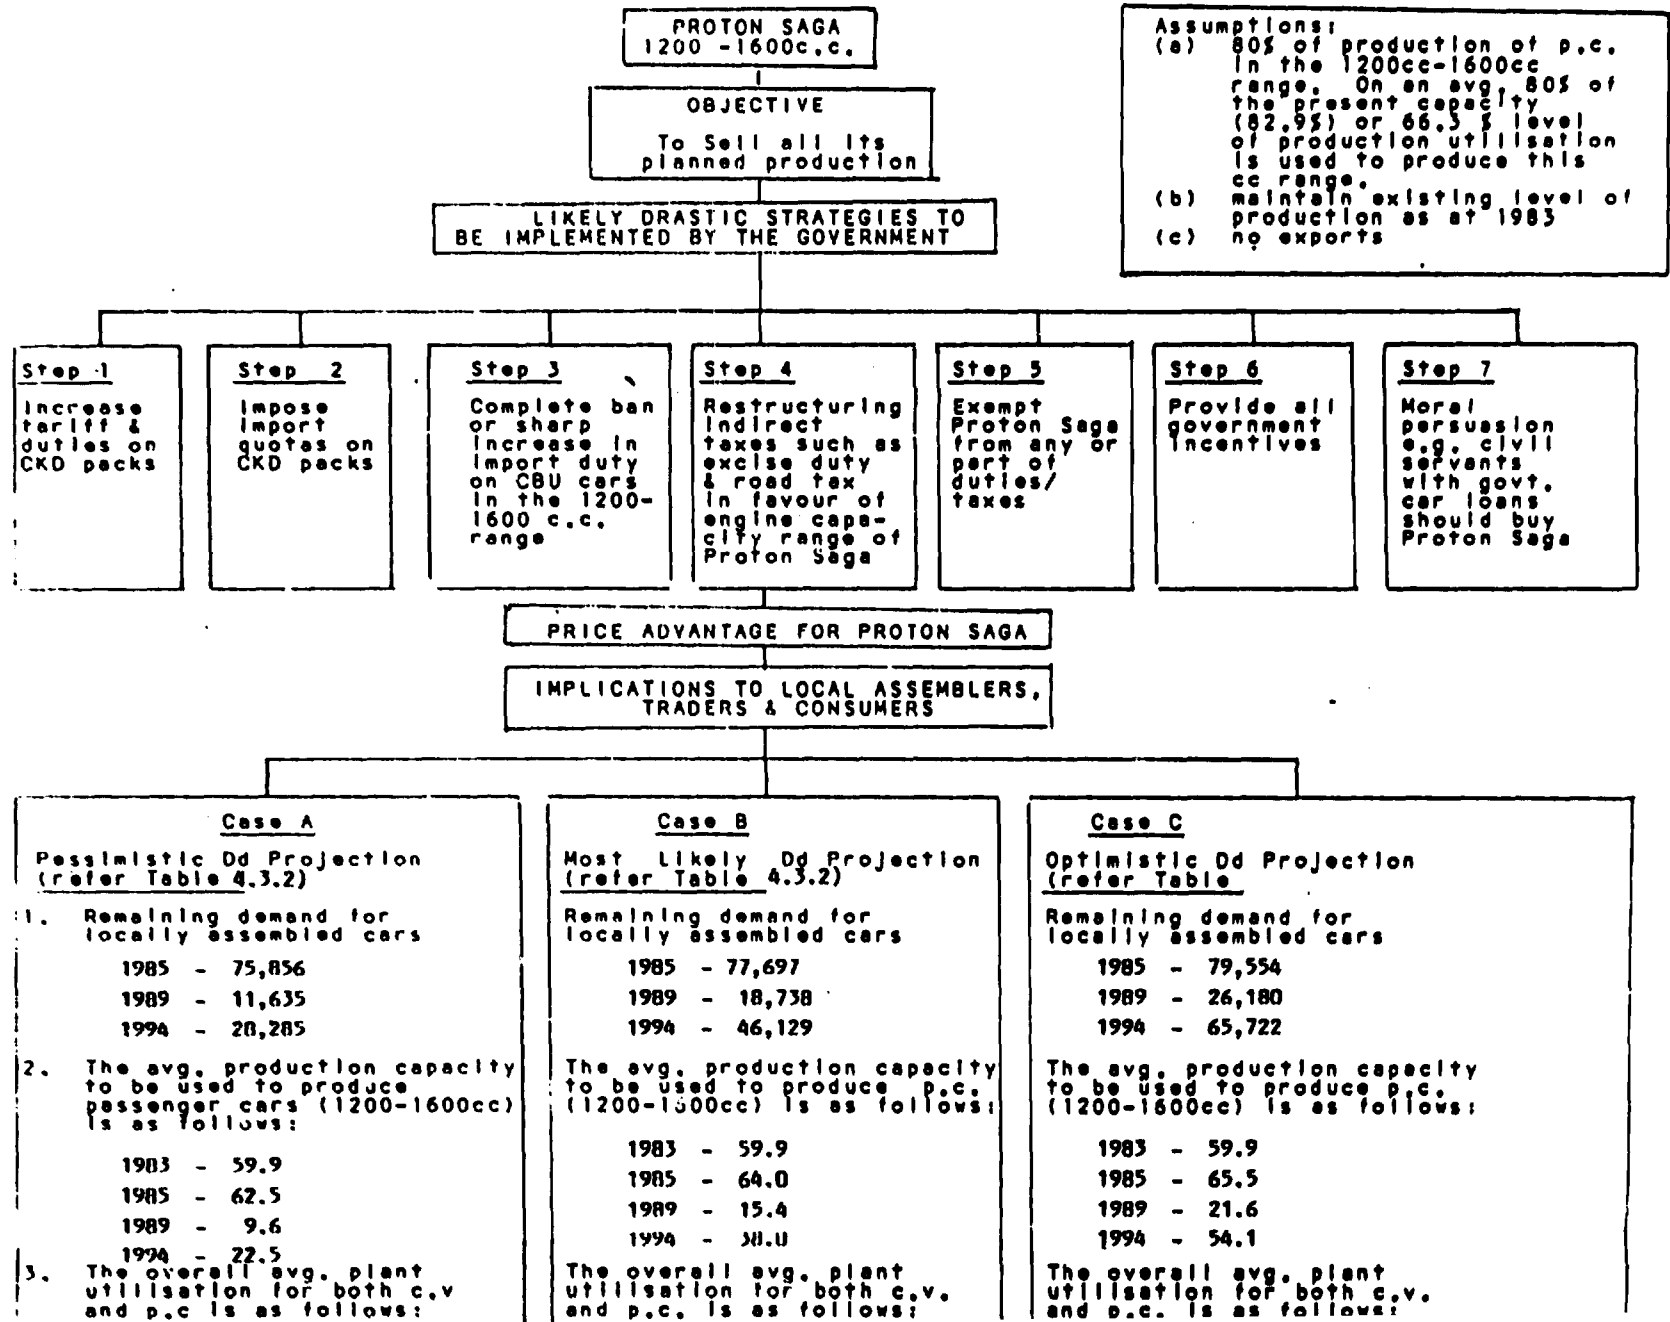 PROTON SAGA
1200 -1600c.c.
OBJECTIVE
To Sell all Its
planned production
LIKELY DRASTIC STRATEGIES TO
BE IMPLEMENTED BY THE GOVERNMENT
Assumptions:
(a) 80% of production of p.c.
in the 1200cc-1600cc
range. On an avg. 80% of
the present capacity
(82.9%) or 66.3 % level
of production utilisation
is used to produce this
cc range.
(b) maintain existing level of
production as at 1983
(c) no exports
Step 1
Increase
tariff &
duties on
CKD packs
Step 2
Impose
import
quotas on
CKD packs
Step 3
Complete ban
or sharp
increase in
import duty
on CBU cars
in the 1200-
1600 c.c.
range
Step 4
Restructuring
indirect
taxes such as
excise duty
& road tax
in favour of
engine capa-
city range of
Proton Saga
Step 5
Exempt
Proton Saga
from any or
part of
duties/
taxes
Step 6
Provide all
government
incentives
Step 7
Moral
persuasion
e.g. civil
servants
with govt.
car loans
should buy
Proton Saga
PRICE ADVANTAGE FOR PROTON SAGA
IMPLICATIONS TO LOCAL ASSEMBLERS,
TRADERS & CONSUMERS
Case A
Pessimistic Dd Projection
(refer Table 4.3.2)
1. Remaining demand for
locally assembled cars
1985 - 75,856
1989 - 11,635
1994 - 28,285
2. The avg. production capacity
to be used to produce
passenger cars (1200-1600cc)
is as follows:
1983 - 59.9
1985 - 62.5
1989 - 9.6
1994 - 22.5
3. The overall avg. plant
utilisation for both c.v
and p.c is as follows:
Case B
Most Likely Dd Projection
(refer Table 4.3.2)
Remaining demand for
locally assembled cars
1985 - 77,697
1989 - 18,738
1994 - 46,129
The avg. production capacity
to be used to produce p.c.
(1200-1600cc) is as follows:
1983 - 59.9
1985 - 64.0
1989 - 15.4
1994 -
The overall avg. plant
utilisation for both c.v.
and p.c. is as follows:
Case C
Optimistic Dd Projection
(refer Table
Remaining demand for
locally assembled cars
1985 - 79,554
1989 - 26,180
1994 - 65,722
The avg. production capacity
to be used to produce p.c.
(1200-1600cc) is as follows:
1983 - 59.9
1985 - 65.5
1989 - 21.6
1994 - 54.1
The overall avg. plant
utilisation for both c.v.
and p.c. is as follows: